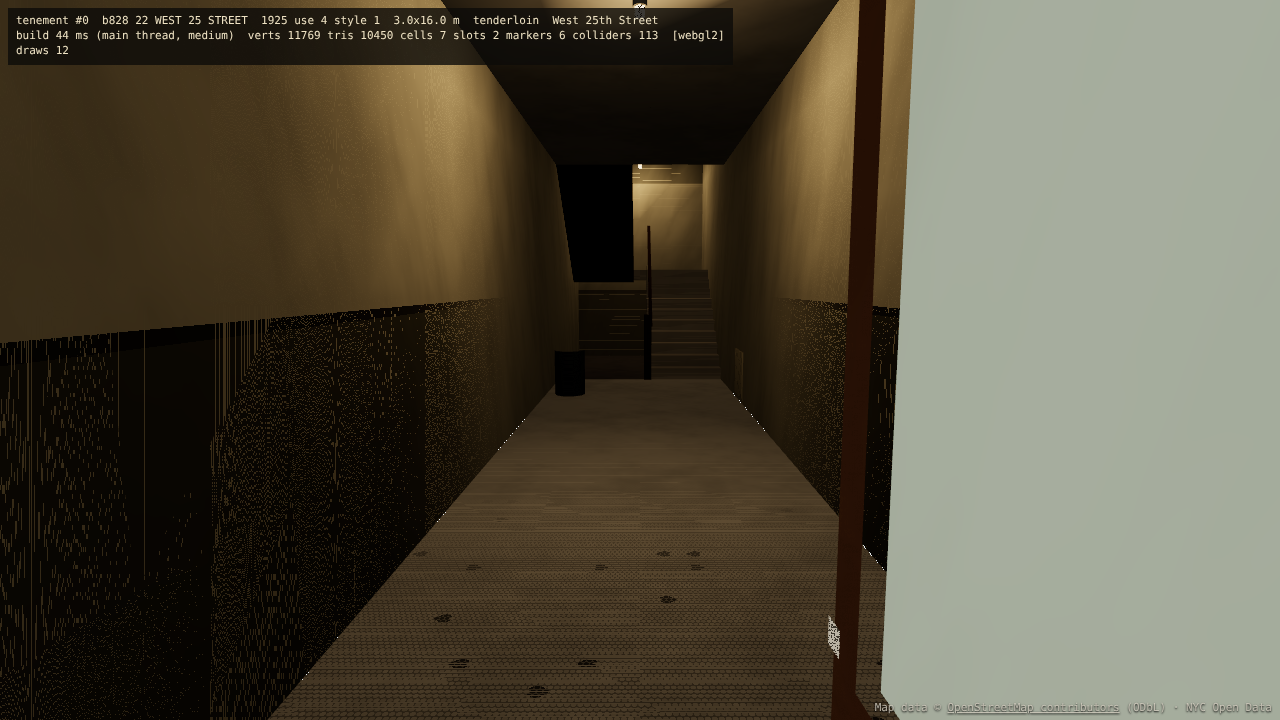 tenement #0  b828 22 WEST 25 STREET  1925 use 4 style 1  3.0x16.0 m  tenderloin  West 25th Street
build 44 ms (main thread, medium)  verts 11769 tris 10450 cells 7 slots 2 markers 6 colliders 113  [webgl2]
draws 12
Map data © OpenStreetMap contributors (ODbL) · NYC Open Data